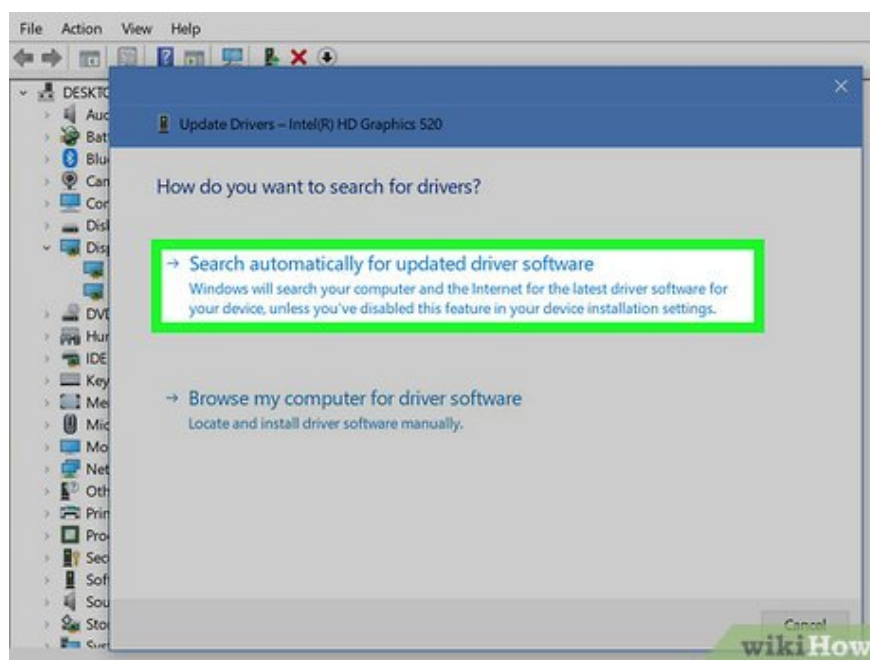 File Action View Help
DESKTO
Update Drivers – Intel(R) HD Graphics 520
How do you want to search for drivers?
→ Search automatically for updated driver software
Windows will search your computer and the Internet for the latest driver software for
your device, unless you've disabled this feature in your device installation settings.
→ Browse my computer for driver software
Locate and install driver software manually.
Aud
Bat
Blu
Can
Cor
Disk
Disp
DVD
Hur
IDE
Key
Me
Mic
Mo
Net
Oth
Prin
Pro
Sec
Sof
Sou
Sto
Cancel
wikiHow